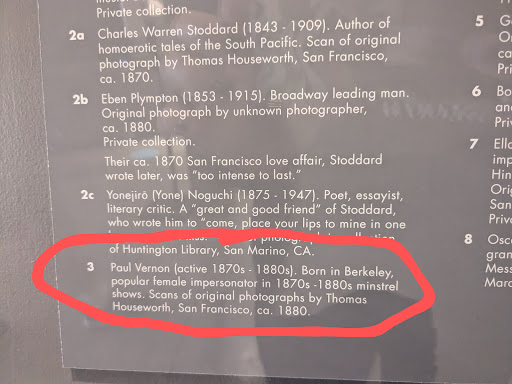 Private collection.
2a Charles Warren Stoddard (1843 - 1909). Author of
homoerotic tales of the South Pacific. Scan of original
photograph by Thomas Houseworth, San Francisco,
ca. 1870.
2b Eben Plympton (1853 - 1915). Broadway leading man.
Original photograph by unknown photographer,
ca. 1880.
Private collection.
Their ca. 1870 San Francisco love affair, Stoddard
wrote later, was “too intense to last.”
2c Yonejirō (Yone) Noguchi (1875 - 1947). Poet, essayist,
literary critic. A “great and good friend” of Stoddard,
who wrote him to “come, place your lips to mine in one
of Huntington Library, San Marino, CA.
3 Paul Vernon (active 1870s - 1880s). Born in Berkeley,
popular female impersonator in 1870s -1880s minstrel
shows. Scans of original photographs by Thomas
Houseworth, San Francisco, ca. 1880.
5
6
7
8